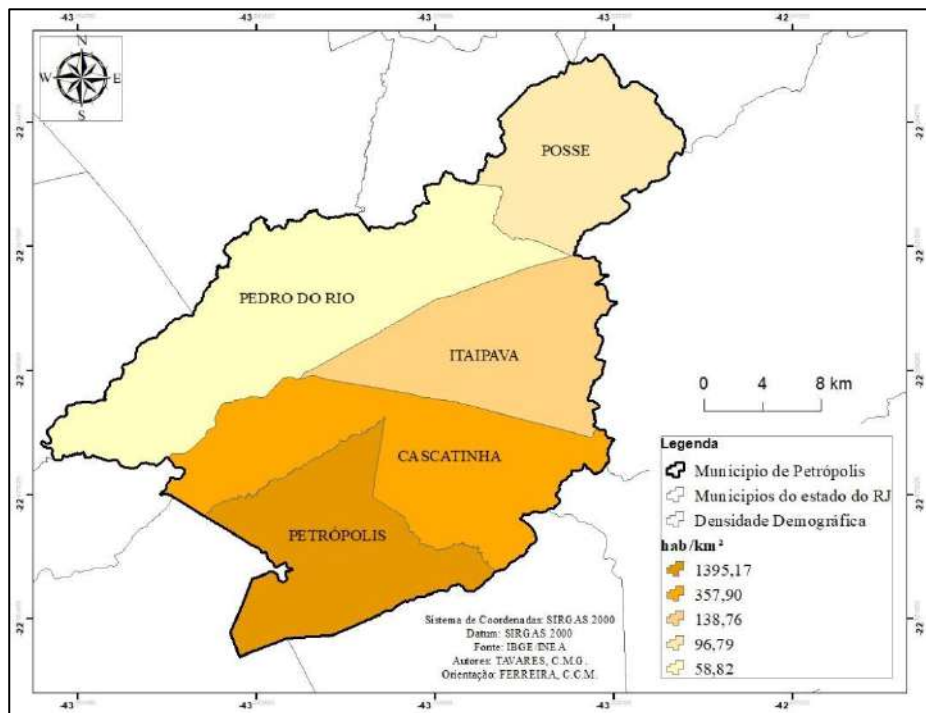 -43
-43
-43
-43
-42
N
W
E
S
POSSE
PEDRO DO RIO
ITAIPAVA
0 4 8 km
CASCATINHA
PETRÓPOLIS
Legenda
Municipio de Petrópolis
Municipios do estado do RJ
Densidade Demográfica
hab/km²
1395,17
357,90
138,76
96,79
58,82
Sistema de Coordenadas: SIRGAS 2000
Datum: SIRGAS 2000
Fonte: IBGE/INEA
Autores: TAVARES, C.M.G.
Orientação: FERREIRA, C.C.M.
-22
-22
-22
-22
-22
-22
-22
-22
-22
-22
-43
-43
-43
-43
-42